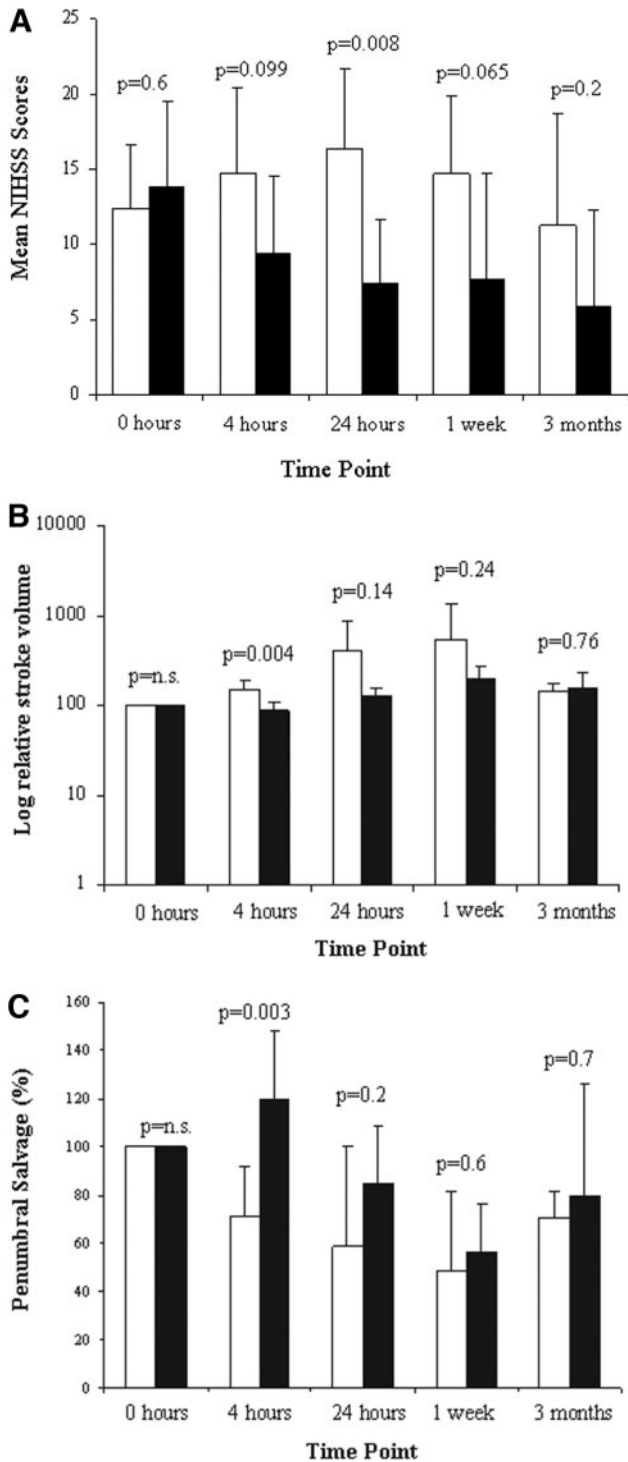 A
Mean NIHSS Scores
25
20
15
10
5
0
p=0.6
p=0.099
p=0.008
p=0.065
p=0.2
0 hours 4 hours 24 hours 1 week 3 months
Time Point
B
Log relative stroke volume
10000
1000
100
10
1
p=n.s.
p=0.004
p=0.14
p=0.24
p=0.76
0 hours 4 hours 24 hours 1 week 3 months
Time Point
C
Penumbral Salvage (%)
160
140
120
100
80
60
40
20
0
p=n.s.
p=0.003
p=0.2
p=0.6
p=0.7
0 hours 4 hours 24 hours 1 week 3 months
Time Point